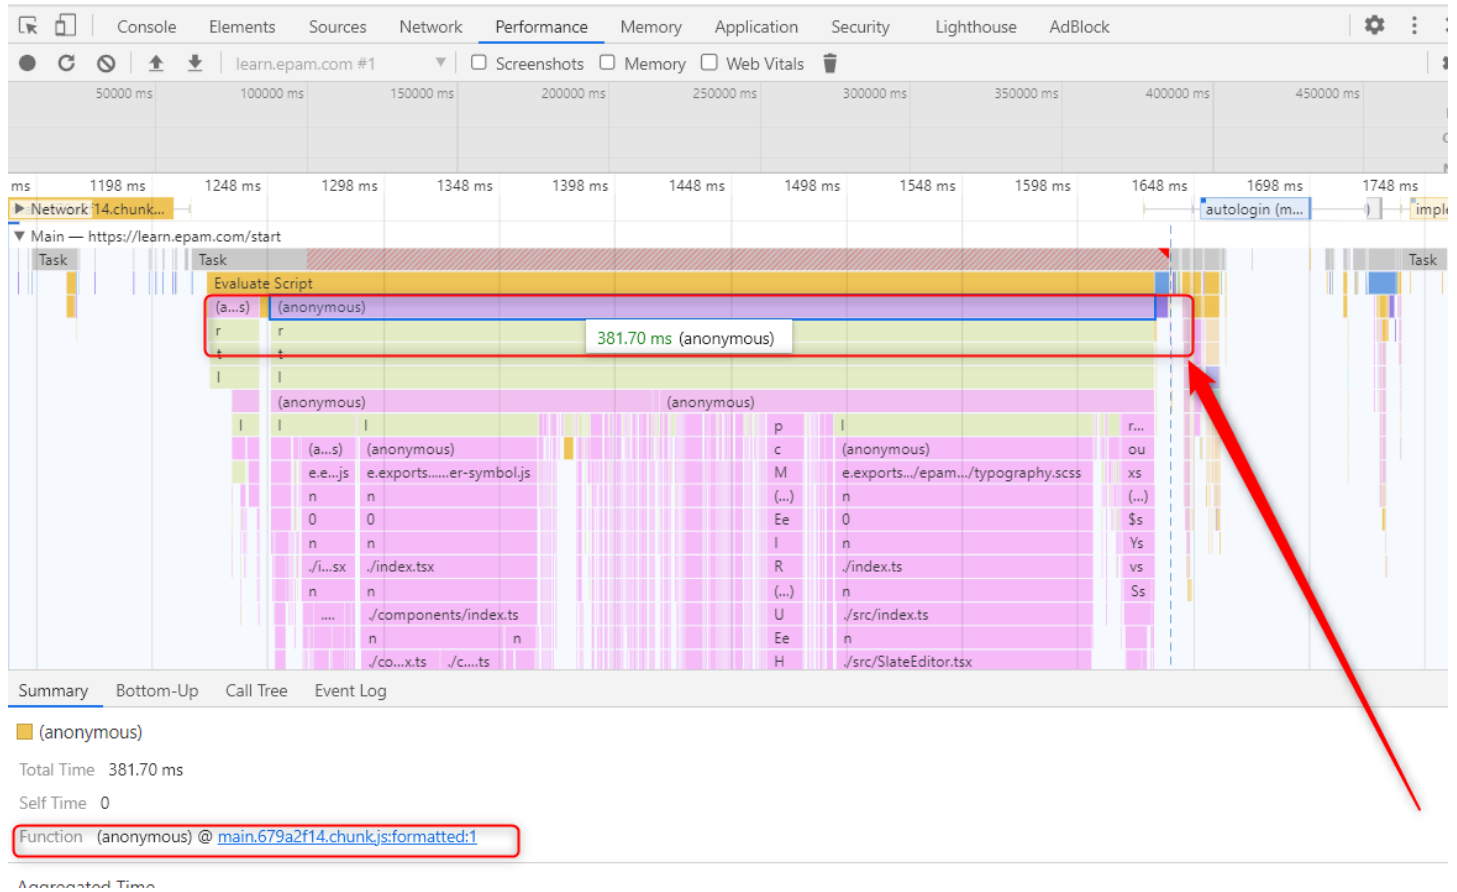 Console Elements Sources Network Performance Memory Application Security Lighthouse AdBlock
learn.epam.com #1 Screenshots Memory Web Vitals
50000 ms 100000 ms 150000 ms 200000 ms 250000 ms 300000 ms 350000 ms 400000 ms 450000 ms
ms 1198 ms 1248 ms 1298 ms 1348 ms 1398 ms 1448 ms 1498 ms 1548 ms 1598 ms 1648 ms 1698 ms 1748 ms
Network f14.chunk... autologin (m... ) imple
Main — https://learn.epam.com/start
Task Task Task
Evaluate Script
(a...s) (anonymous)
r r
381.70 ms (anonymous)
t t
l l
(anonymous) (anonymous)
l l l p l r...
(a...s) (anonymous) c (anonymous) ou
e.e...js e.exports......er-symbol.js M e.exports.../epam.../typography.scss xs
n n (...) n (...)
0 0 Ee 0 $s
n n I n Ys
./i...sx ./index.tsx R ./index.ts vs
n n (...) n Ss
.... ./components/index.ts U ./src/index.ts
n n Ee n
./co...x.ts ./c....ts H ./src/SlateEditor.tsx
Summary Bottom-Up Call Tree Event Log
(anonymous)
Total Time 381.70 ms
Self Time 0
Function (anonymous) @ main.679a2f14.chunk.js:formatted:1
Aggregated Time